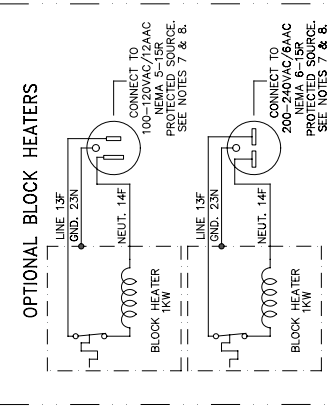 OPTIONAL BLOCK HEATERS
LINE 13F
GND. 23N
NEUT. 14F
BLOCK HEATER
1KW
CONNECT TO
100-120VAC/12AAC
NEMA 5-15R
PROTECTED SOURCE.
SEE NOTES 7 & 8.
LINE 13F
GND. 23N
NEUT. 14F
BLOCK HEATER
1KW
CONNECT TO
200-240VAC/6AAC
NEMA 6-15R
PROTECTED SOURCE.
SEE NOTES 7 & 8.